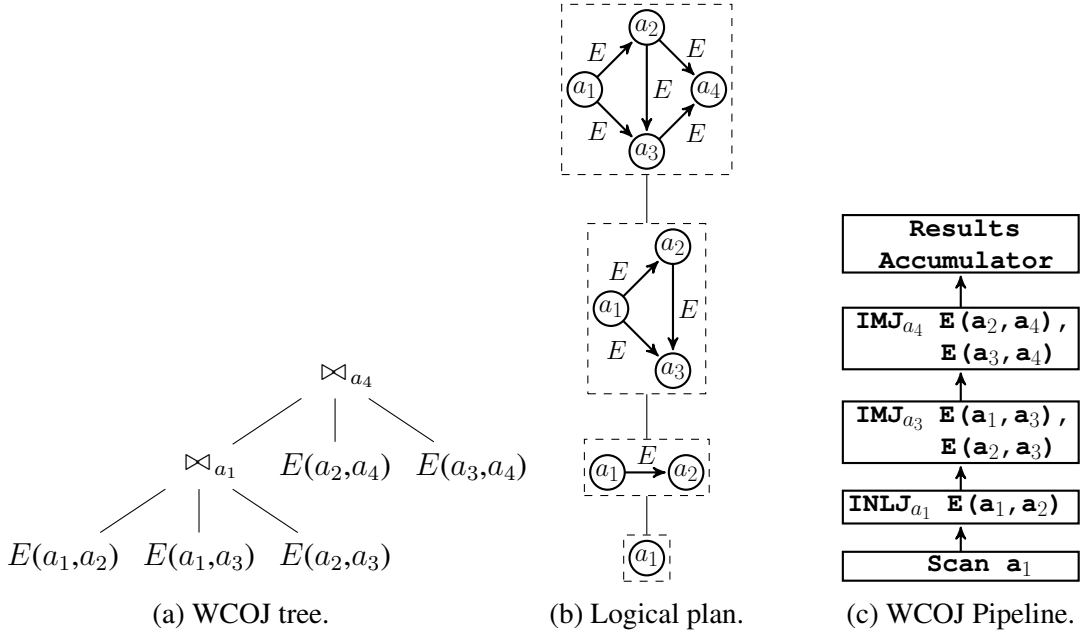 ⋈a4
⋈a1 E(a2,a4) E(a3,a4)
E(a1,a2) E(a1,a3) E(a2,a3)
(a) WCOJ tree.
a2
E E
a1 E a4
E E
a3
a2
E
a1 E
E
a3
E
a1 a2
a1
(b) Logical plan.
Results
Accumulator
IMJa4 E(a2,a4),
E(a3,a4)
IMJa3 E(a1,a3),
E(a2,a3)
INLJa1 E(a1,a2)
Scan a1
(c) WCOJ Pipeline.